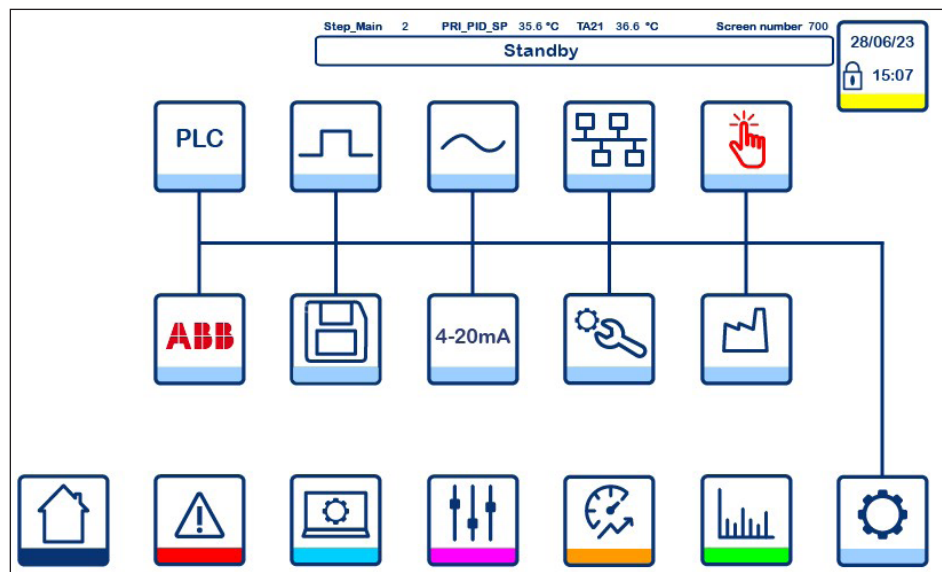 Step_Main 2 PRI_PID_SP 35.6 °C TA21 36.6 °C Screen number 700
Standby
28/06/23
15:07
PLC
ABB
4-20mA